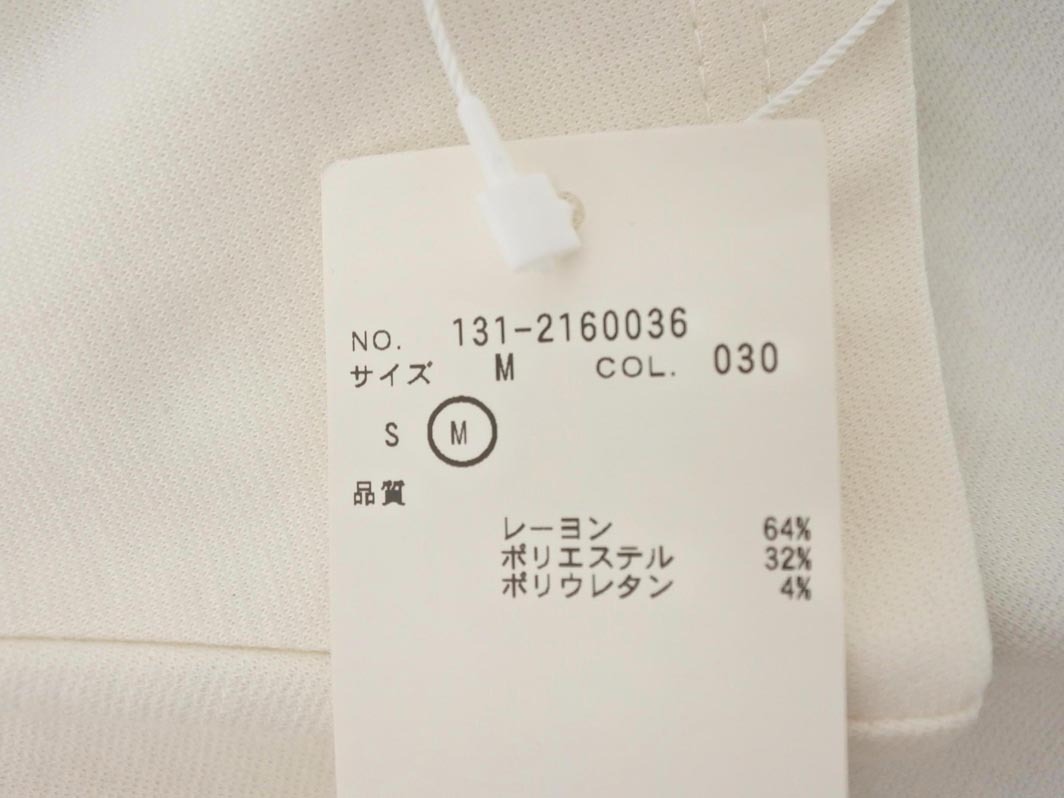 NO. 131-2160036
サイズ M COL. 030
S M
品質
レーヨン 64%
ポリエステル 32%
ポリウレタン 4%